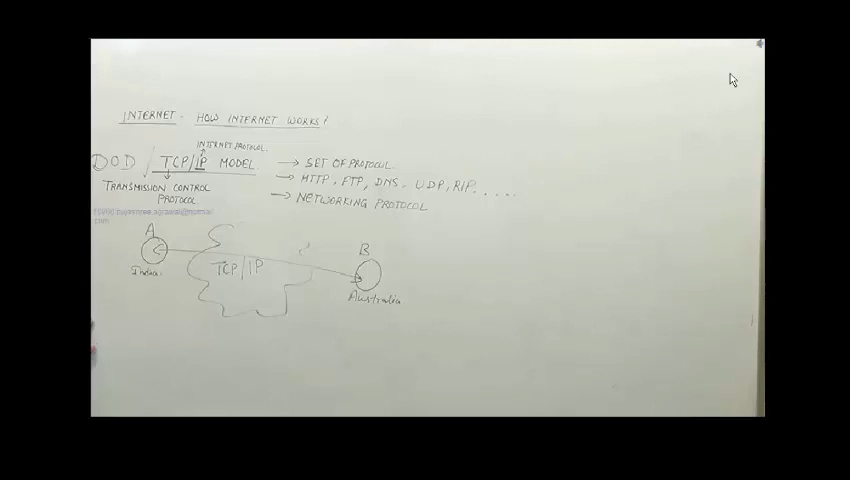 INTERNET - HOW INTERNET WORKS?
INTERNET PROTOCOL
DOD / TCP/IP MODEL → SET OF PROTOCOL.
→ HTTP, FTP, DNS, UDP, RIP. . . . . .
TRANSMISSION CONTROL
PROTOCOL
→ NETWORKING PROTOCOL
A
B
TCP/IP
India
Australia